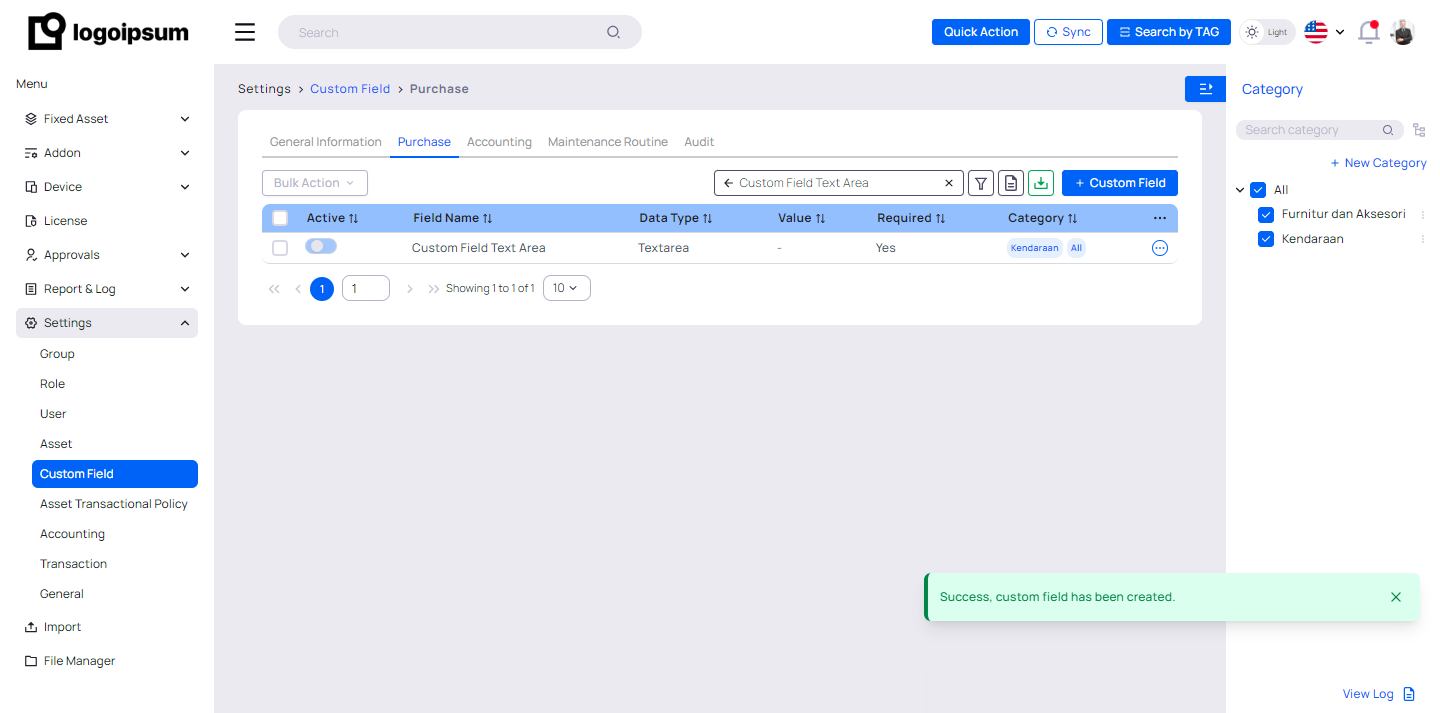 logoipsum
Search
Quick Action
Sync
Search by TAG
Light
Menu
Fixed Asset
Addon
Device
License
Approvals
Report & Log
Settings
Group
Role
User
Asset
Custom Field
Asset Transactional Policy
Accounting
Transaction
General
Import
File Manager
Settings > Custom Field > Purchase
General Information Purchase Accounting Maintenance Routine Audit
Bulk Action
Custom Field Text Area
+ Custom Field
Active Field Name Data Type Value Required Category
Custom Field Text Area Textarea - Yes Kendaraan All
1 1 Showing 1 to 1 of 1 10
Category
Search category
+ New Category
All
Furnitur dan Aksesori
Kendaraan
Success, custom field has been created.
View Log